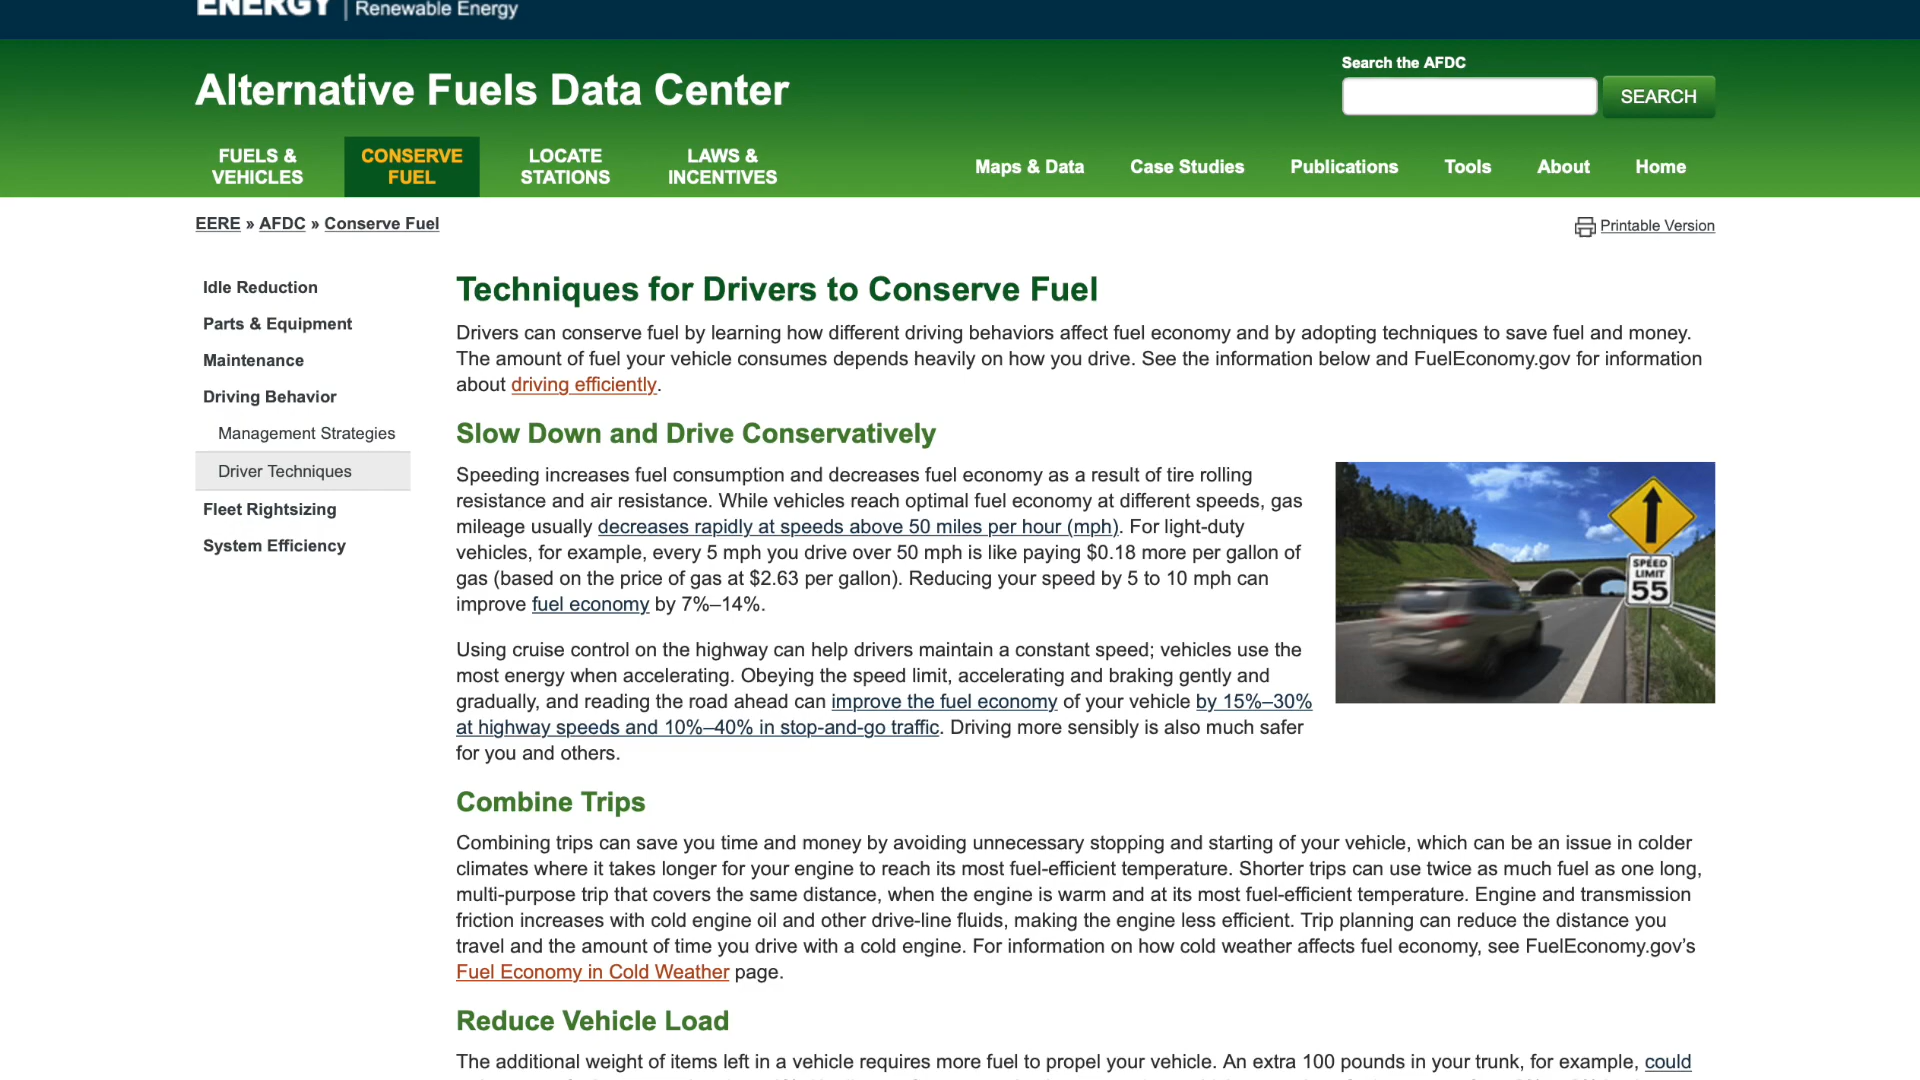 ENERGY | Renewable Energy
Alternative Fuels Data Center
Search the AFDC
SEARCH
FUELS & VEHICLES
CONSERVE FUEL
LOCATE STATIONS
LAWS & INCENTIVES
Maps & Data
Case Studies
Publications
Tools
About
Home
EERE » AFDC » Conserve Fuel
Printable Version
Idle Reduction
Parts & Equipment
Maintenance
Driving Behavior
Management Strategies
Driver Techniques
Fleet Rightsizing
System Efficiency
Techniques for Drivers to Conserve Fuel
Drivers can conserve fuel by learning how different driving behaviors affect fuel economy and by adopting techniques to save fuel and money.
The amount of fuel your vehicle consumes depends heavily on how you drive. See the information below and FuelEconomy.gov for information
about driving efficiently.
Slow Down and Drive Conservatively
Speeding increases fuel consumption and decreases fuel economy as a result of tire rolling
resistance and air resistance. While vehicles reach optimal fuel economy at different speeds, gas
mileage usually decreases rapidly at speeds above 50 miles per hour (mph). For light-duty
vehicles, for example, every 5 mph you drive over 50 mph is like paying $0.18 more per gallon of
gas (based on the price of gas at $2.63 per gallon). Reducing your speed by 5 to 10 mph can
improve fuel economy by 7%–14%.
SPEED
LIMIT
55
Using cruise control on the highway can help drivers maintain a constant speed; vehicles use the
most energy when accelerating. Obeying the speed limit, accelerating and braking gently and
gradually, and reading the road ahead can improve the fuel economy of your vehicle by 15%–30%
at highway speeds and 10%–40% in stop-and-go traffic. Driving more sensibly is also much safer
for you and others.
Combine Trips
Combining trips can save you time and money by avoiding unnecessary stopping and starting of your vehicle, which can be an issue in colder
climates where it takes longer for your engine to reach its most fuel-efficient temperature. Shorter trips can use twice as much fuel as one long,
multi-purpose trip that covers the same distance, when the engine is warm and at its most fuel-efficient temperature. Engine and transmission
friction increases with cold engine oil and other drive-line fluids, making the engine less efficient. Trip planning can reduce the distance you
travel and the amount of time you drive with a cold engine. For information on how cold weather affects fuel economy, see FuelEconomy.gov's
Fuel Economy in Cold Weather page.
Reduce Vehicle Load
The additional weight of items left in a vehicle requires more fuel to propel your vehicle. An extra 100 pounds in your trunk, for example, could